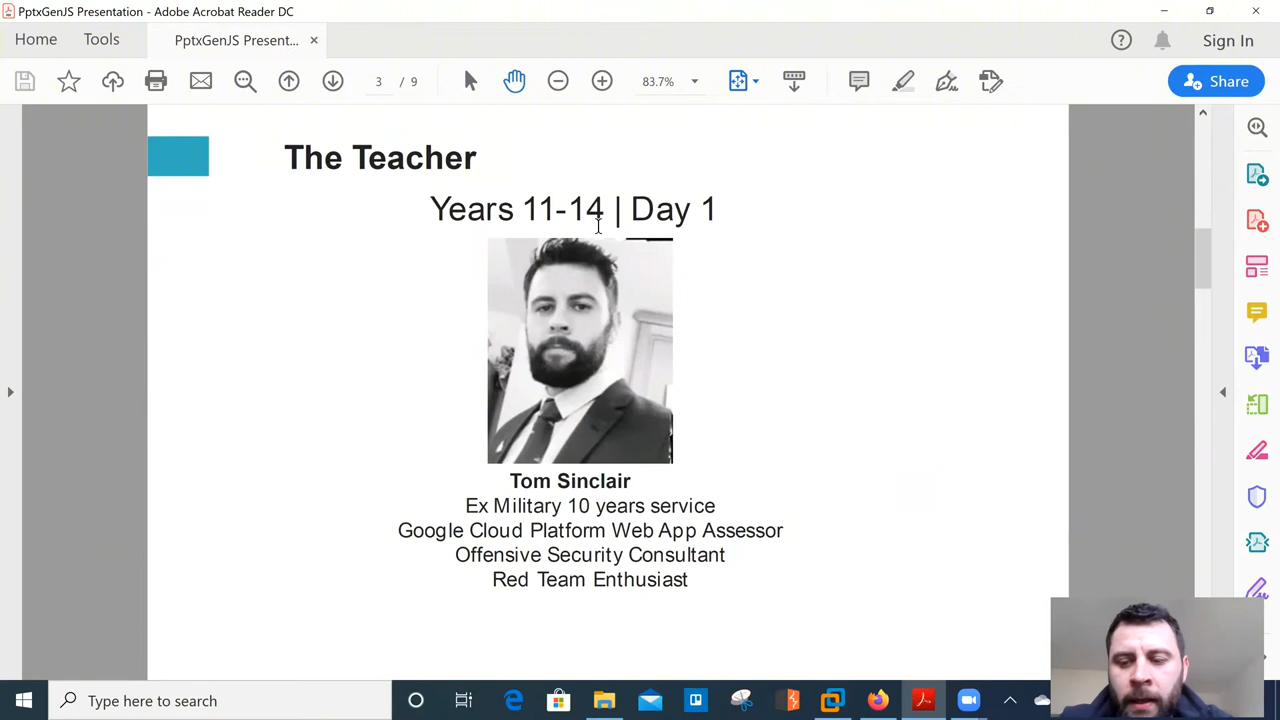 PptxGenJS Presentation - Adobe Acrobat Reader DC
Home
Tools
PptxGenJS Present...
Sign In
3 / 9
83.7%
Share
The Teacher
Years 11-14 | Day 1
Tom Sinclair
Ex Military 10 years service
Google Cloud Platform Web App Assessor
Offensive Security Consultant
Red Team Enthusiast
Type here to search